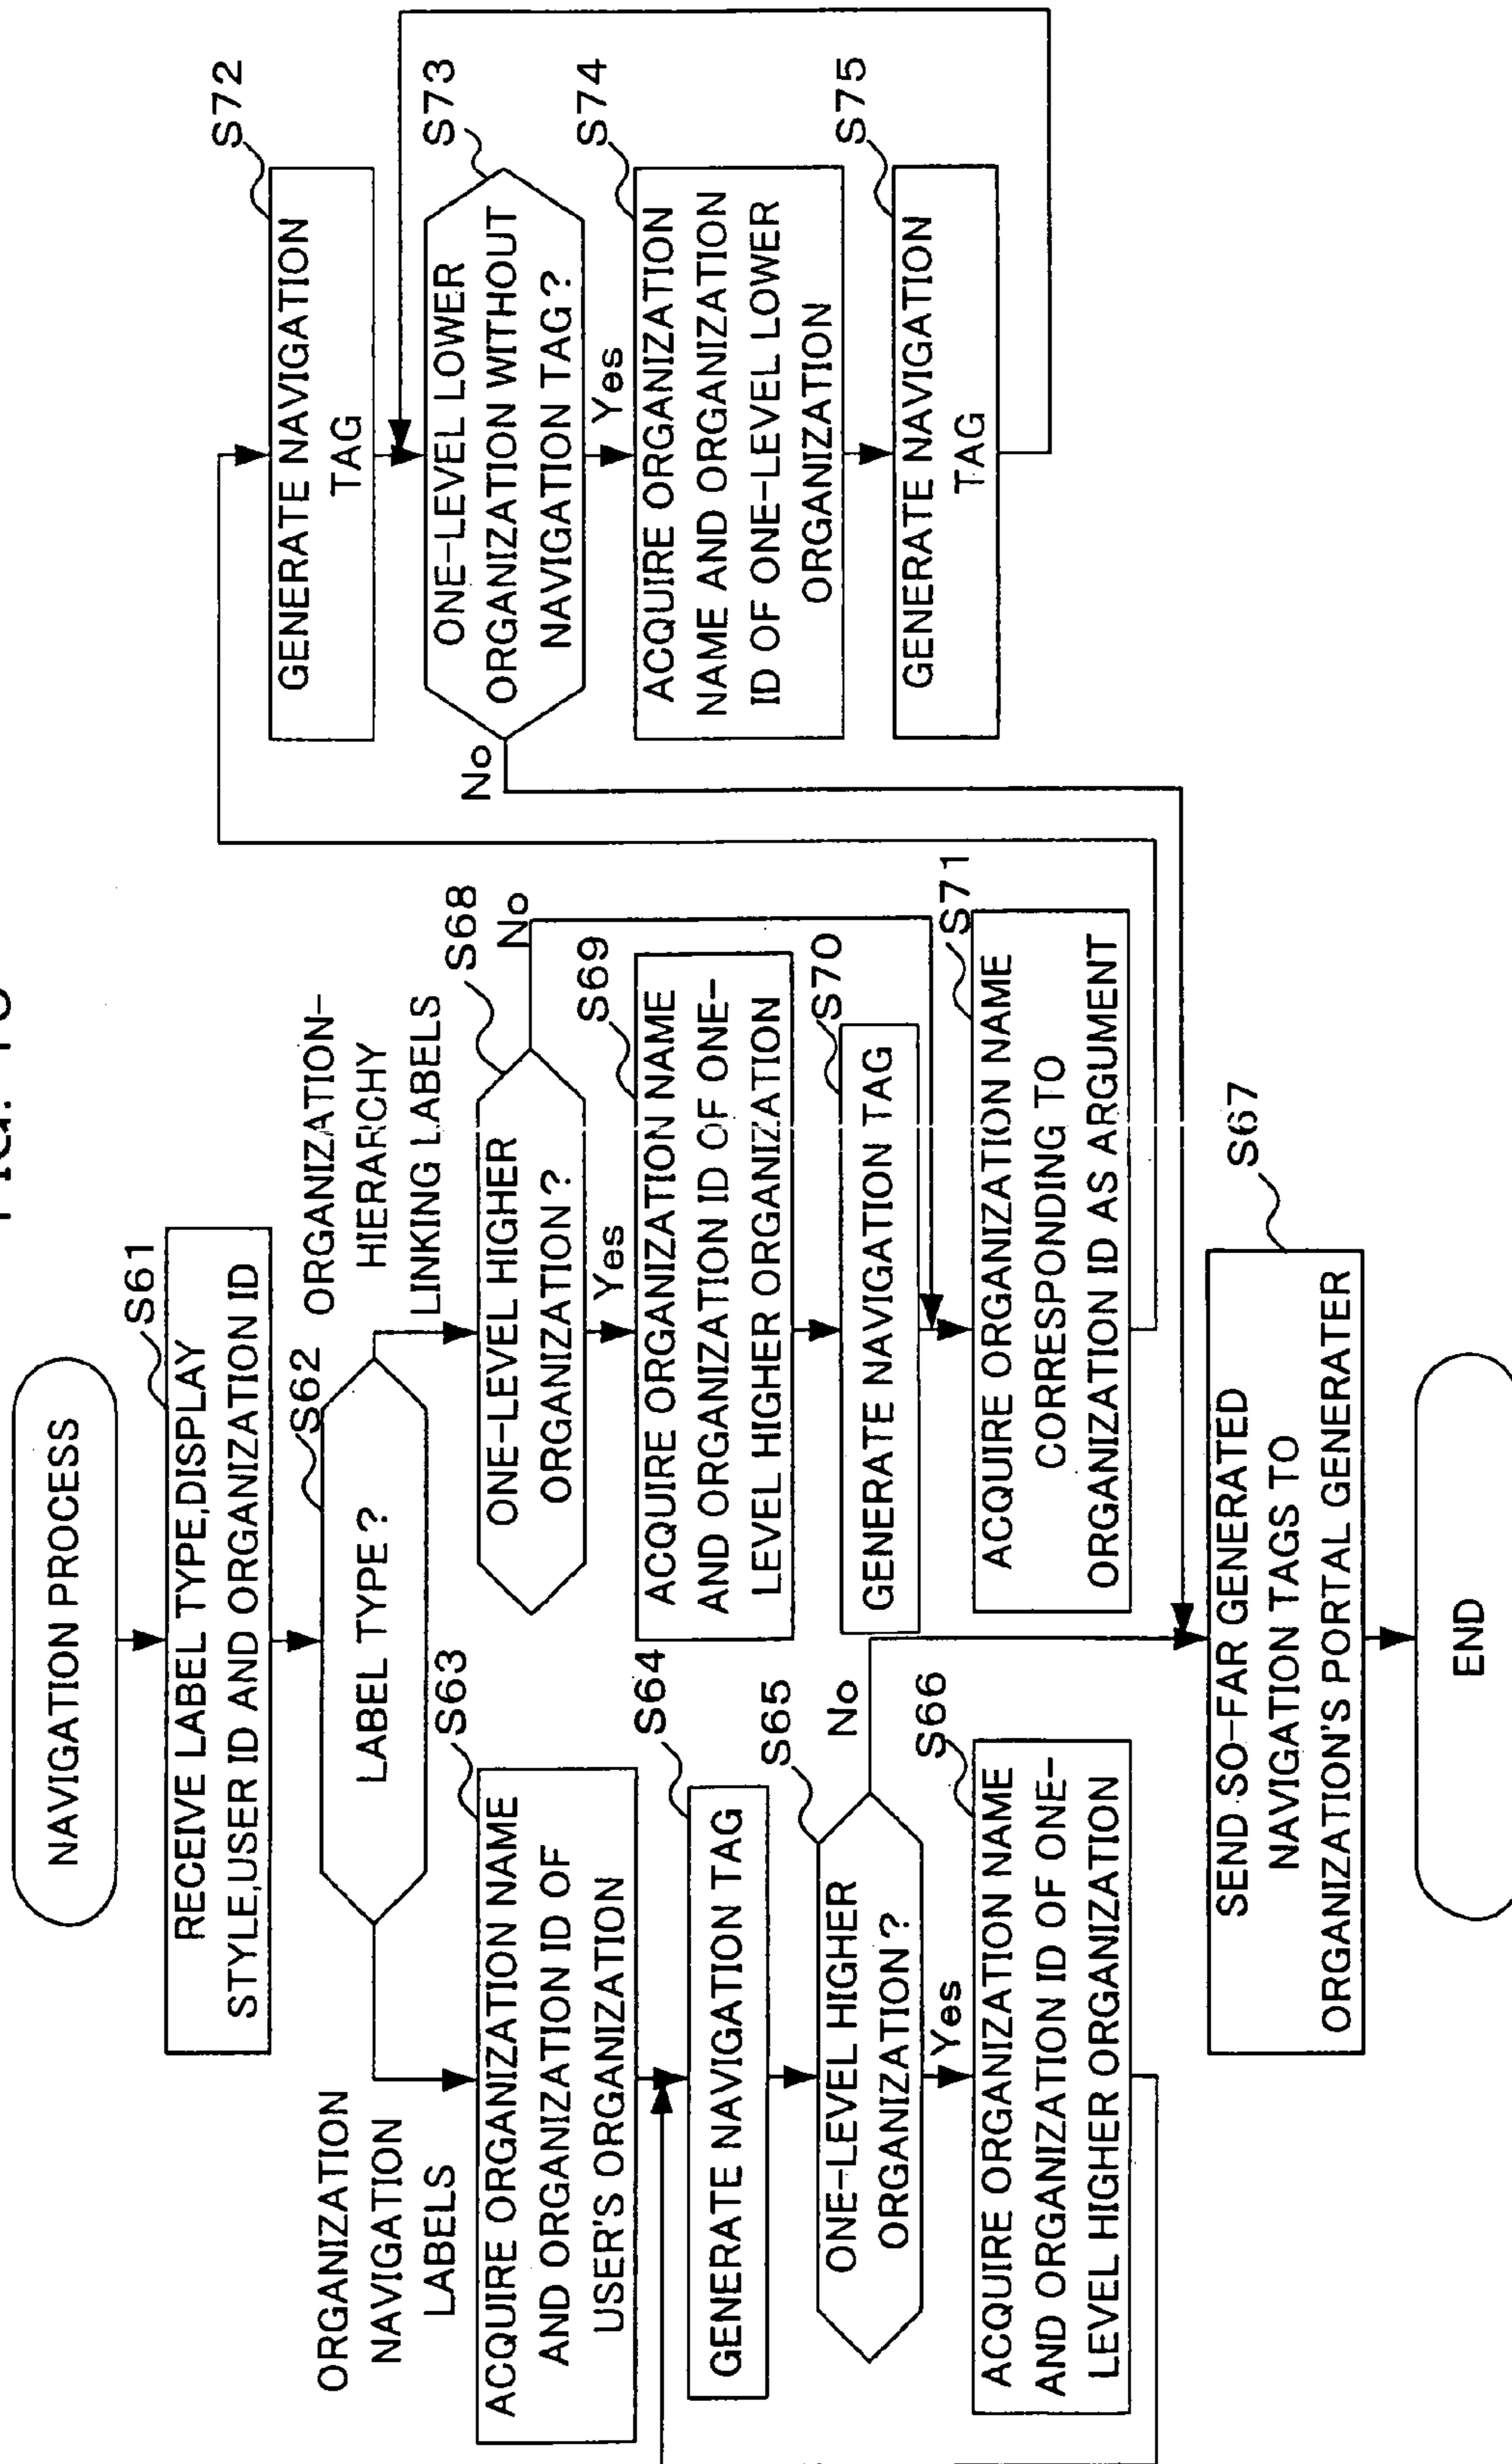 NAVIGATION PROCESS
S61
RECEIVE LABEL TYPE,DISPLAY
STYLE,USER ID AND ORGANIZATION ID
S62
LABEL TYPE?
ORGANIZATION
NAVIGATION
LABELS
S63
ACQUIRE ORGANIZATION NAME
AND ORGANIZATION ID OF
USER'S ORGANIZATION
S64
GENERATE NAVIGATION TAG
S65
ONE-LEVEL HIGHER
ORGANIZATION?
No
Yes
S66
ACQUIRE ORGANIZATION NAME
AND ORGANIZATION ID OF ONE-
LEVEL HIGHER ORGANIZATION
ORGANIZATION-
HIERARCHY
LINKING LABELS
S68
ONE-LEVEL HIGHER
ORGANIZATION?
No
Yes
S69
ACQUIRE ORGANIZATION NAME
AND ORGANIZATION ID OF ONE-
LEVEL HIGHER ORGANIZATION
S70
GENERATE NAVIGATION TAG
S71
ACQUIRE ORGANIZATION NAME
CORRESPONDING TO
ORGANIZATION ID AS ARGUMENT
S72
GENERATE NAVIGATION
TAG
S73
ONE-LEVEL LOWER
ORGANIZATION WITHOUT
NAVIGATION TAG?
No
Yes
S74
ACQUIRE ORGANIZATION
NAME AND ORGANIZATION
ID OF ONE-LEVEL LOWER
ORGANIZATION
S75
GENERATE NAVIGATION
TAG
S67
SEND SO-FAR GENERATED
NAVIGATION TAGS TO
ORGANIZATION'S PORTAL GENERATER
END